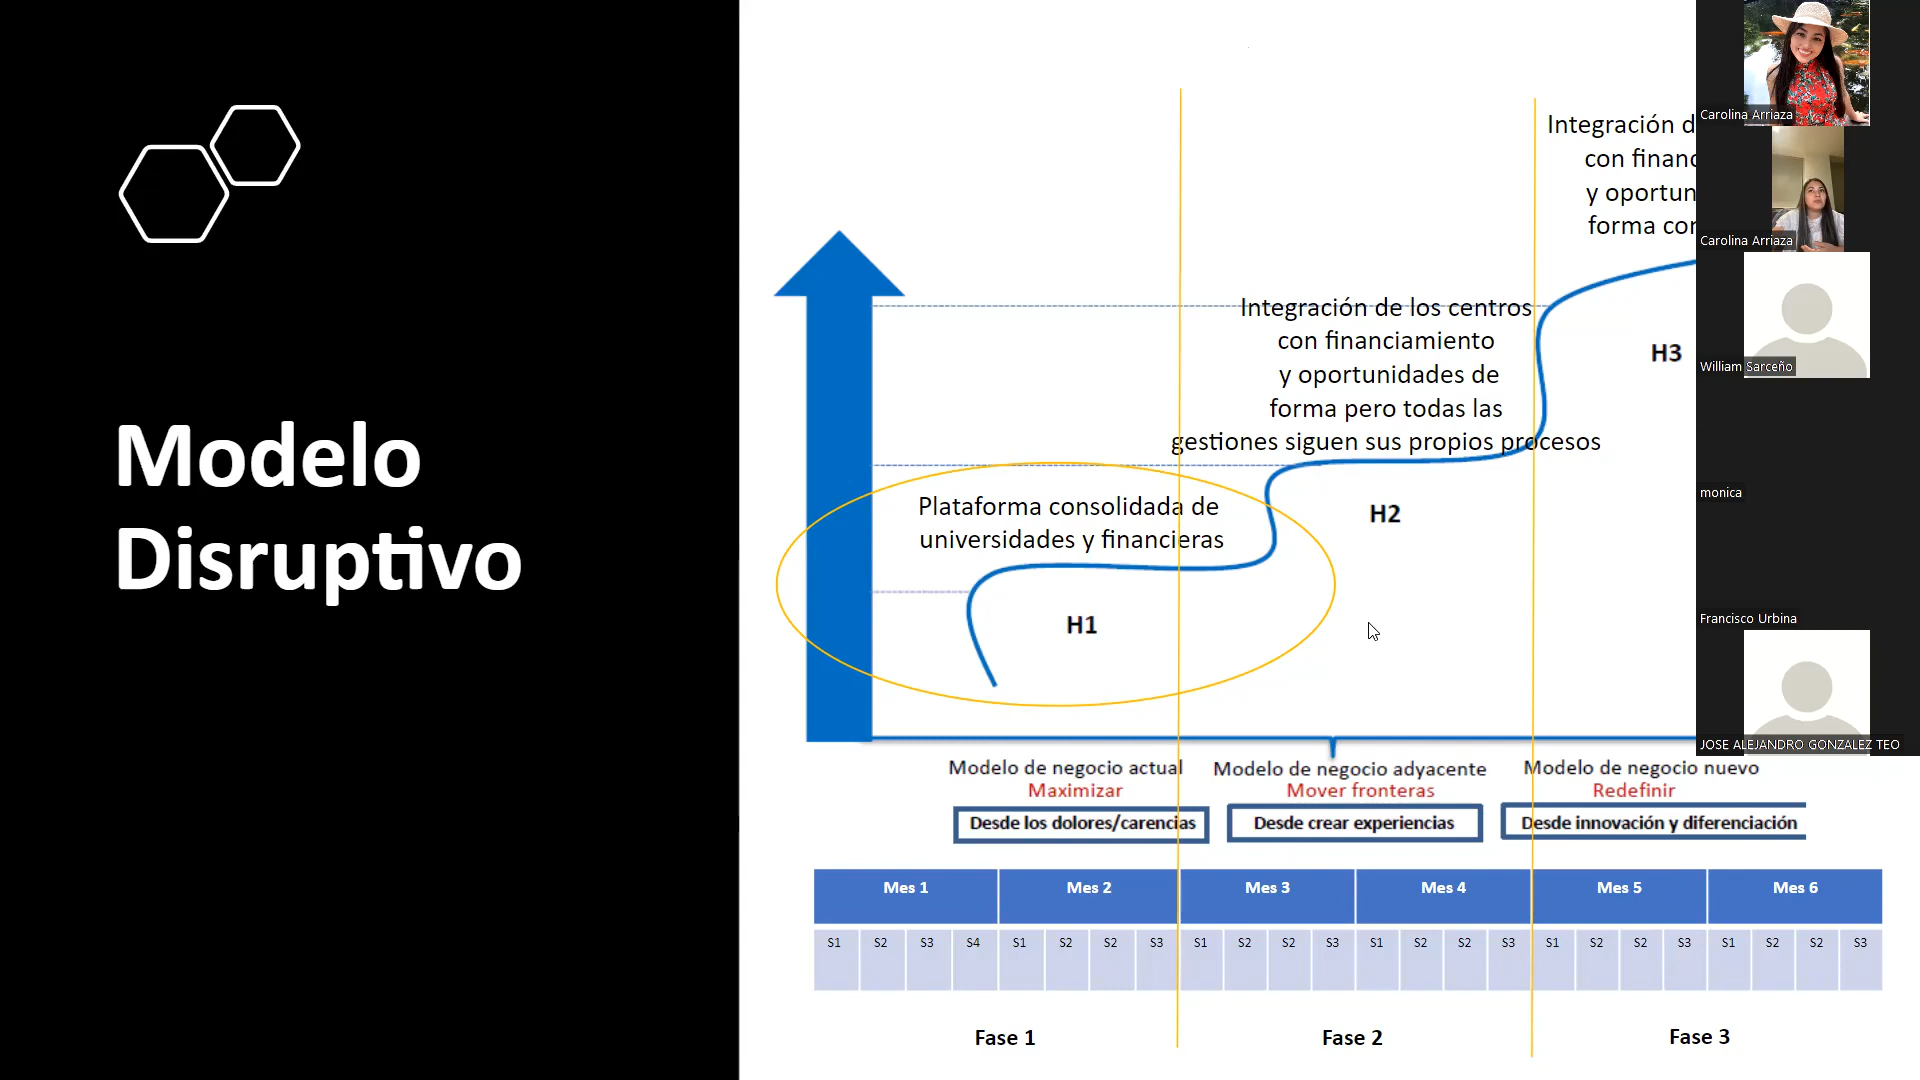 Modelo
Disruptivo
Integración d
con financ
y oportun
forma cor
Integración de los centros
con financiamiento
y oportunidades de
forma pero todas las
gestiones siguen sus propios procesos
Plataforma consolidada de
universidades y financieras
H1
H2
H3
Modelo de negocio actual
Maximizar
Desde los dolores/carencias
Modelo de negocio adyacente
Mover fronteras
Desde crear experiencias
Modelo de negocio nuevo
Redefinir
Desde innovación y diferenciación
Mes 1 Mes 2 Mes 3 Mes 4 Mes 5 Mes 6
S1 S2 S3 S4 S1 S2 S2 S3 S1 S2 S2 S3 S1 S2 S2 S3 S1 S2 S2 S3 S1 S2 S2 S3
Fase 1 Fase 2 Fase 3
Carolina Arriaza
Carolina Arriaza
William Sarceño
monica
Francisco Urbina
JOSE ALEJANDRO GONZALEZ TEO